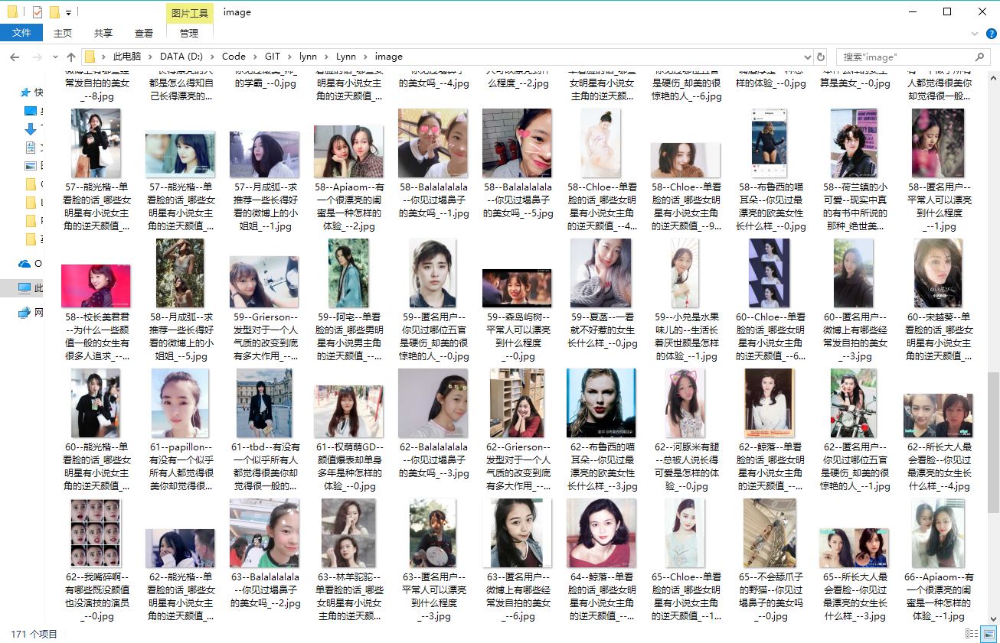 图片工具
image
文件
主页
共享
查看
管理
此电脑
DATA (D:)
Code
GIT
lynn
Lynn
image
搜索"image"
常发自拍的美女_--8.jpg
都是怎么得知自己长得漂亮的...
的学霸_--0.jpg
女明星有小说女主角的逆天颜值_...
的美女吗_--4.jpg
什么程度_--2.jpg
女明星有小说女主角的逆天颜值_...
是硬伤_却美的很惊艳的人_--6.jpg
样的体验_--0.jpg
算是美女_--0.jpg
人都觉得很美你却觉得很一般...
57--熊光楷--单看脸的话_哪些女明星有小说女主角的逆天颜值_...
57--熊光楷--单看脸的话_哪些女明星有小说女主角的逆天颜值_...
57--月成弧--求推荐一些长得好看的微博上的小姐姐_--1.jpg
58--Apiaom--有一个很漂亮的闺蜜是一种怎样的体验_--2.jpg
58--Balalalalala--你见过塌鼻子的美女吗_--1.jpg
58--Balalalalala--你见过塌鼻子的美女吗_--5.jpg
58--Chloe--单看脸的话_哪些女明星有小说女主角的逆天颜值_--4...
58--Chloe--单看脸的话_哪些女明星有小说女主角的逆天颜值_--9...
58--布鲁西的喵耳朵--你见过最漂亮的欧美女性长什么样_--0.jpg
58--荷兰镇的小可爱--现实中真的有书中所说的那种_绝世美...
58--匿名用户--平常人可以漂亮到什么程度_--1.jpg
58--校长美君君--为什么一些颜值一般的女生有很多人追求_--...
58--月成弧--求推荐一些长得好看的微博上的小姐姐_--5.jpg
59--Grierson--发型对于一个人气质的改变到底有多大作用_--...
59--阿宅--单看脸的话_哪些男明星有小说男主角的逆天颜值_--...
59--匿名用户--你见过哪位五官是硬伤_却美的很惊艳的人_--0.jpg
59--森岛屿树--平常人可以漂亮到什么程度_--0.jpg
59--夏菡--一看就不好惹的女生长什么样_--0.jpg
59--小兑是水果味儿的--生活长着厌世颜是怎样的体验_--1.jpg
60--Chloe--单看脸的话_哪些女明星有小说女主角的逆天颜值_--6...
60--匿名用户--微博上有哪些经常发自拍的美女_--3.jpg
60--宋越葵--单看脸的话_哪些女明星有小说女主角的逆天颜值_...
60--熊光楷--单看脸的话_哪些女明星有小说女主角的逆天颜值_...
61--papillon--有没有一个似乎所有人都觉得很美你却觉得很...
61--tbd--有没有一个似乎所有人都觉得很美你却觉得很一般的...
61--权萌萌GD--颜值爆表却单身多年是种怎样的体验_--0.jpg
62--Balalalalala--你见过塌鼻子的美女吗_--3.jpg
62--Grierson--发型对于一个人气质的改变到底有多大作用_--...
62--布鲁西的喵耳朵--你见过最漂亮的欧美女性长什么样_--3.jpg
62--河豚米有腿--总被人说长得可爱是怎样的体验_--0.jpg
62--鲸落--单看脸的话_哪些女明星有小说女主角的逆天颜值_--...
62--匿名用户--你见过哪位五官是硬伤_却美的很惊艳的人_--1.jpg
62--所长大人最会看脸--你见过最漂亮的女生长什么样_--4.jpg
62--我嘴碎啊--有哪些既没颜值也没演技的演员_--0.jpg
62--熊光楷--单看脸的话_哪些女明星有小说女主角的逆天颜值_...
63--Balalalalala--你见过塌鼻子的美女吗_--2.jpg
63--林羊驼驼--单看脸的话_哪些女明星有小说女主角的逆天颜...
63--匿名用户--平常人可以漂亮到什么程度_--3.jpg
63--匿名用户--微博上有哪些经常发自拍的美女_--6.jpg
64--鲸落--单看脸的话_哪些女明星有小说女主角的逆天颜值_--...
65--Chloe--单看脸的话_哪些女明星有小说女主角的逆天颜值_--1...
65--不会舔爪子的野猫--你见过塌鼻子的美女吗_--0.jpg
65--所长大人最会看脸--你见过最漂亮的女生长什么样_--3.jpg
66--Apiaom--有一个很漂亮的闺蜜是一种怎样的体验_--1.jpg
171 个项目